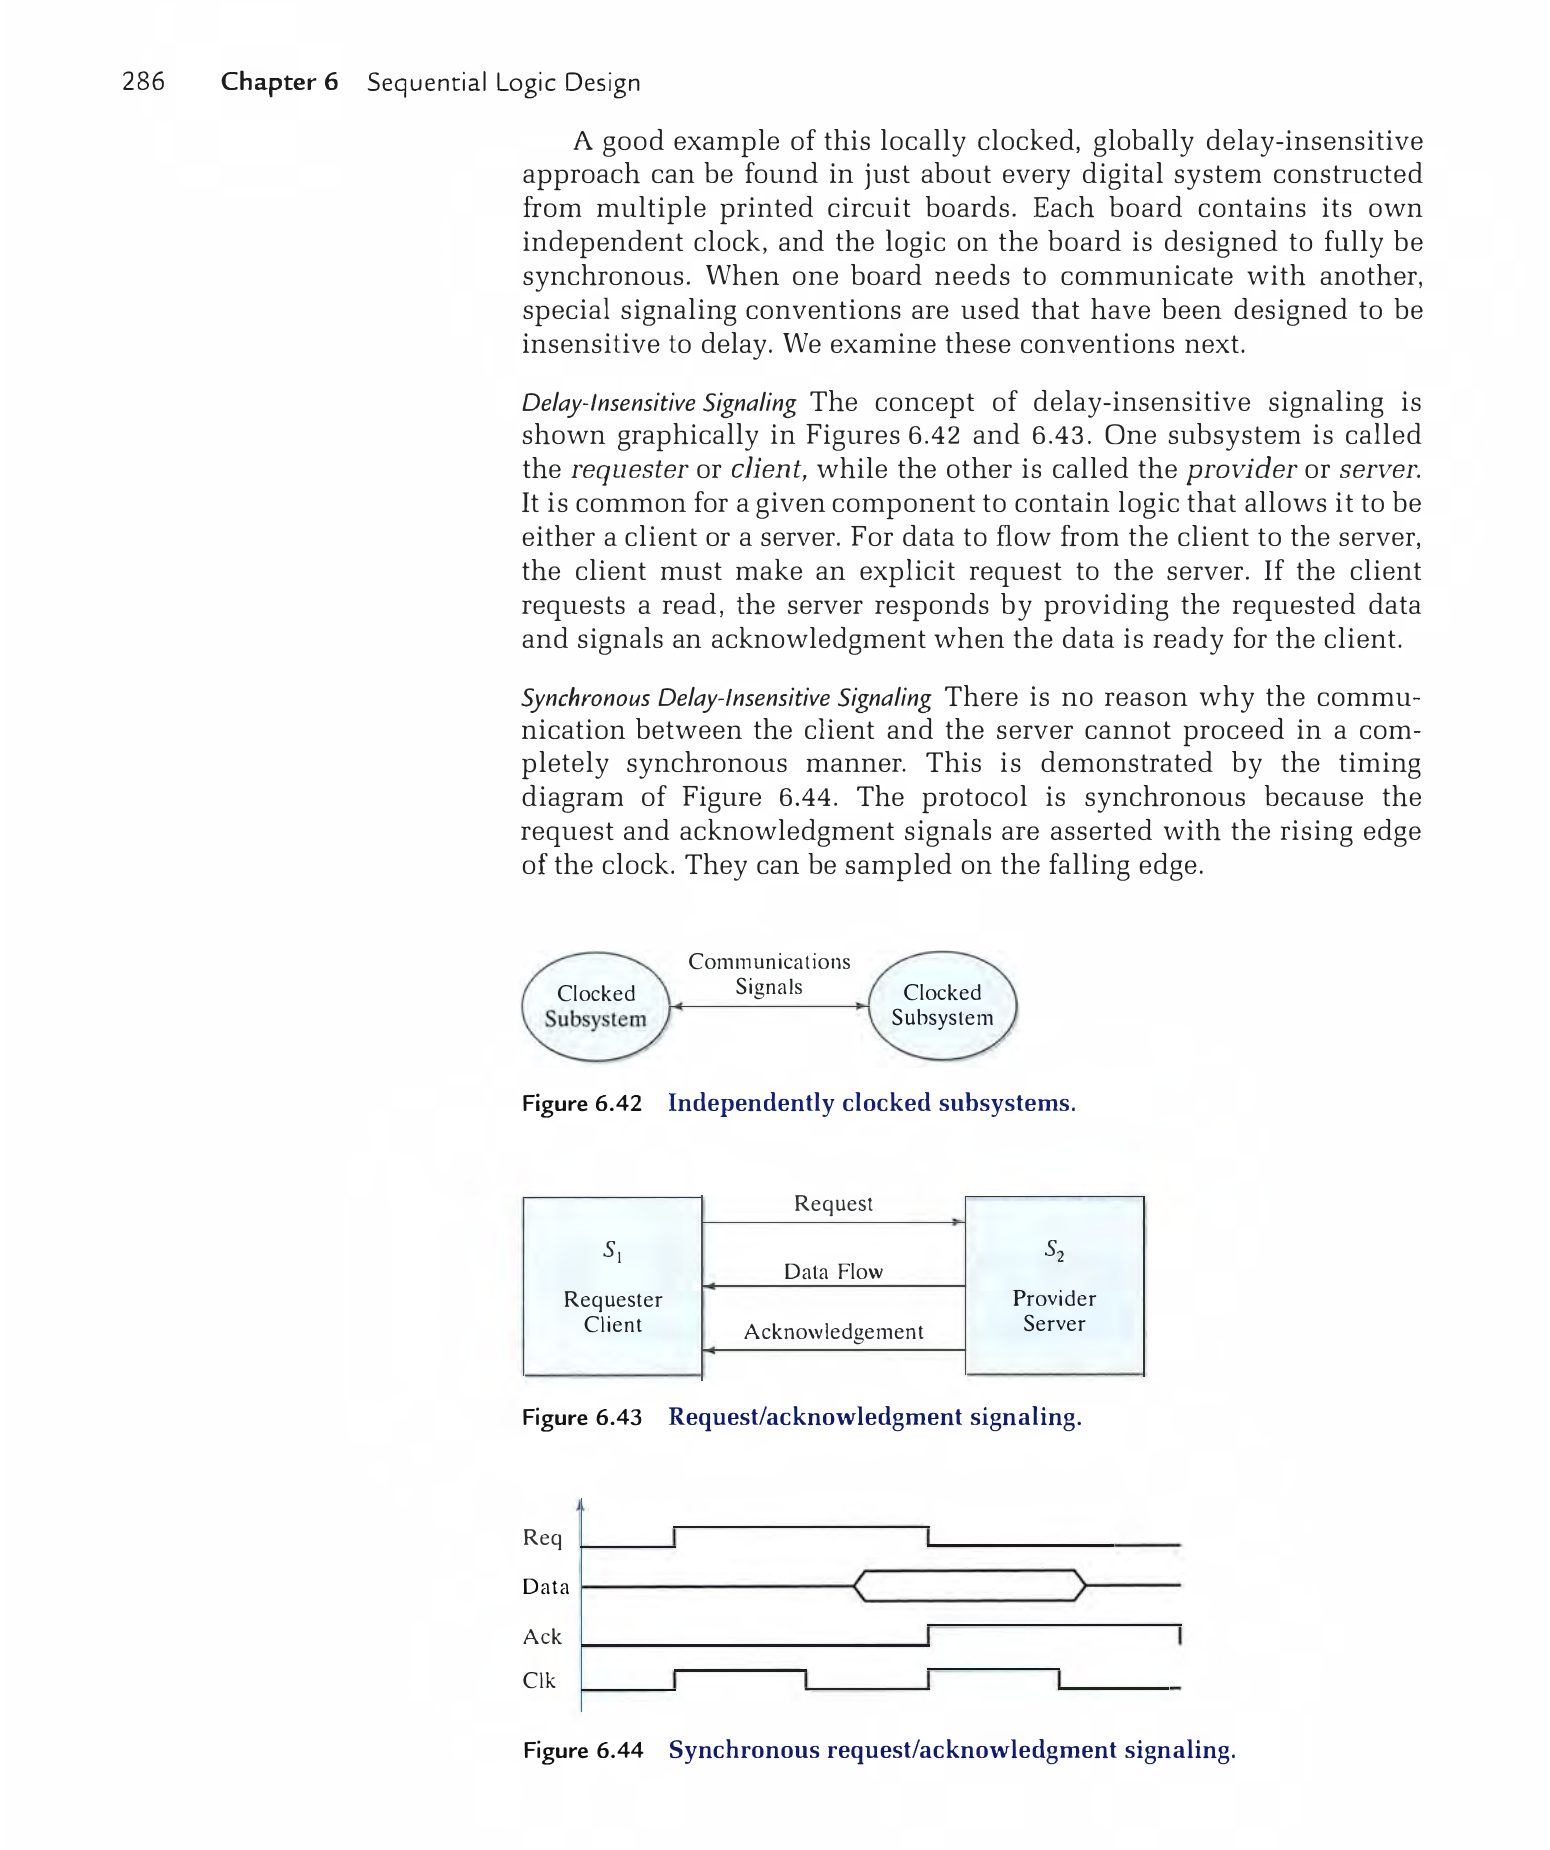 286 Chapter 6 Sequential Logic Design
A good example of this locally clocked, globally delay-insensitive
approach can be found in just about every digital system constructed
from multiple printed circuit boards. Each board contains its own
independent clock, and the logic on the board is designed to fully be
synchronous. When one board needs to communicate with another,
special signaling conventions are used that have been designed to be
insensitive to delay. We examine these conventions next.
Delay-Insensitive Signaling The concept of delay-insensitive signaling is
shown graphically in Figures 6.42 and 6.43. One subsystem is called
the requester or client, while the other is called the provider or server.
It is common for a given component to contain logic that allows it to be
either a client or a server. For data to flow from the client to the server,
the client must make an explicit request to the server. If the client
requests a read, the server responds by providing the requested data
and signals an acknowledgment when the data is ready for the client.
Synchronous Delay-Insensitive Signaling There is no reason why the commu-
nication between the client and the server cannot proceed in a com-
pletely synchronous manner. This is demonstrated by the timing
diagram of Figure 6.44. The protocol is synchronous because the
request and acknowledgment signals are asserted with the rising edge
of the clock. They can be sampled on the falling edge.
Clocked
Subsystem
Communications
Signals
Clocked
Subsystem
Figure 6.42 Independently clocked subsystems.
S1
Requester
Client
Request
Data Flow
Acknowledgement
S2
Provider
Server
Figure 6.43 Request/acknowledgment signaling.
Req
Data
Ack
Clk
Figure 6.44 Synchronous request/acknowledgment signaling.